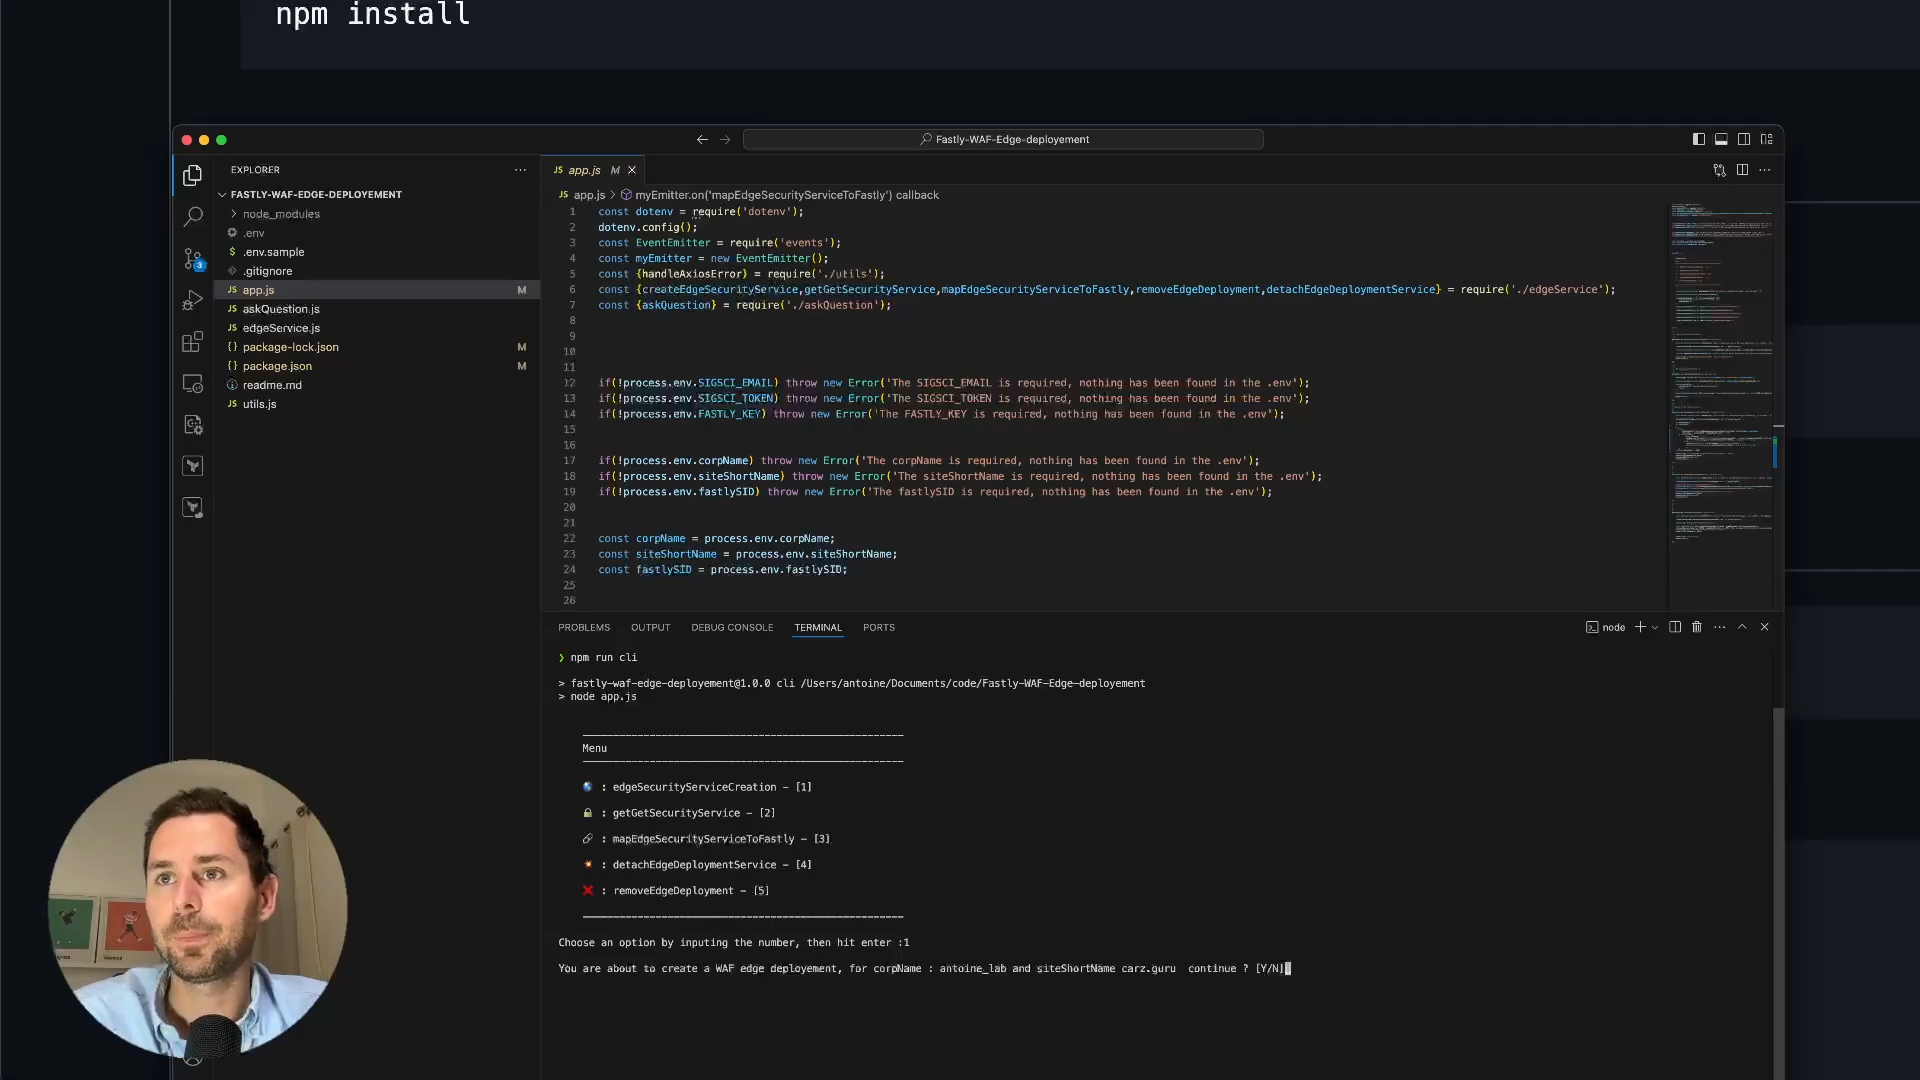 npm install
Fastly-WAF-Edge-deployement
EXPLORER
FASTLY-WAF-EDGE-DEPLOYEMENT
node_modules
.env
$ .env.sample
.gitignore
JS app.js M
JS askQuestion.js
JS edgeService.js
{} package-lock.json M
{} package.json M
readme.md
JS utils.js
3
JS app.js M
JS app.js > myEmitter.on('mapEdgeSecurityServiceToFastly') callback
1 const dotenv = require('dotenv');
2 dotenv.config();
3 const EventEmitter = require('events');
4 const myEmitter = new EventEmitter();
5 const {handleAxiosError} = require('./utils');
6 const {createEdgeSecurityService,getGetSecurityService,mapEdgeSecurityServiceToFastly,removeEdgeDeployment,detachEdgeDeploymentService} = require('./edgeService');
7 const {askQuestion} = require('./askQuestion');
8
9
10
11
12 if(!process.env.SIGSCI_EMAIL) throw new Error('The SIGSCI_EMAIL is required, nothing has been found in the .env');
13 if(!process.env.SIGSCI_TOKEN) throw new Error('The SIGSCI_TOKEN is required, nothing has been found in the .env');
14 if(!process.env.FASTLY_KEY) throw new Error('The FASTLY_KEY is required, nothing has been found in the .env');
15
16
17 if(!process.env.corpName) throw new Error('The corpName is required, nothing has been found in the .env');
18 if(!process.env.siteShortName) throw new Error('The siteShortName is required, nothing has been found in the .env');
19 if(!process.env.fastlySID) throw new Error('The fastlySID is required, nothing has been found in the .env');
20
21
22 const corpName = process.env.corpName;
23 const siteShortName = process.env.siteShortName;
24 const fastlySID = process.env.fastlySID;
25
26
PROBLEMS OUTPUT DEBUG CONSOLE TERMINAL PORTS
node
❯ npm run cli
> fastly-waf-edge-deployement@1.0.0 cli /Users/antoine/Documents/code/Fastly-WAF-Edge-deployement
> node app.js
Menu
: edgeSecurityServiceCreation - [1]
: getGetSecurityService - [2]
: mapEdgeSecurityServiceToFastly - [3]
: detachEdgeDeploymentService - [4]
: removeEdgeDeployment - [5]
Choose an option by inputing the number, then hit enter :1
You are about to create a WAF edge deployment, for corpName : antoine_lab and siteShortName carz.guru continue ? [Y/N]